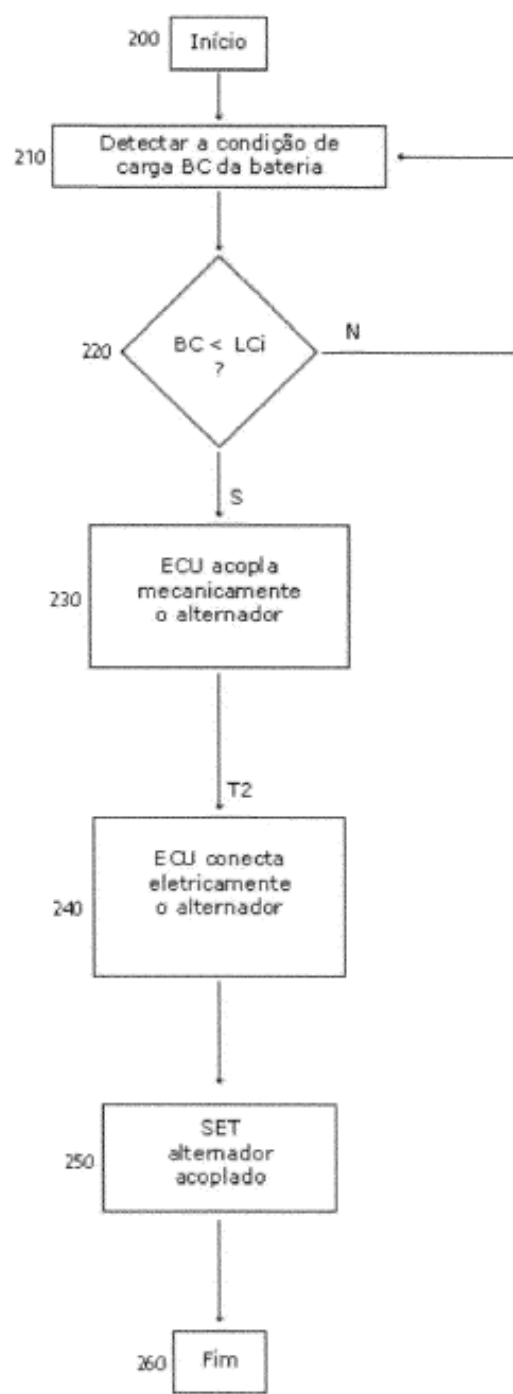 200
Início
210
Detectar a condição de
carga BC da bateria
220
BC < LCi
?
N
S
230
ECU acopla
mecanicamente
o alternador
T2
240
ECU conecta
eletricamente
o alternador
250
SET
alternador
acoplado
260
Fim